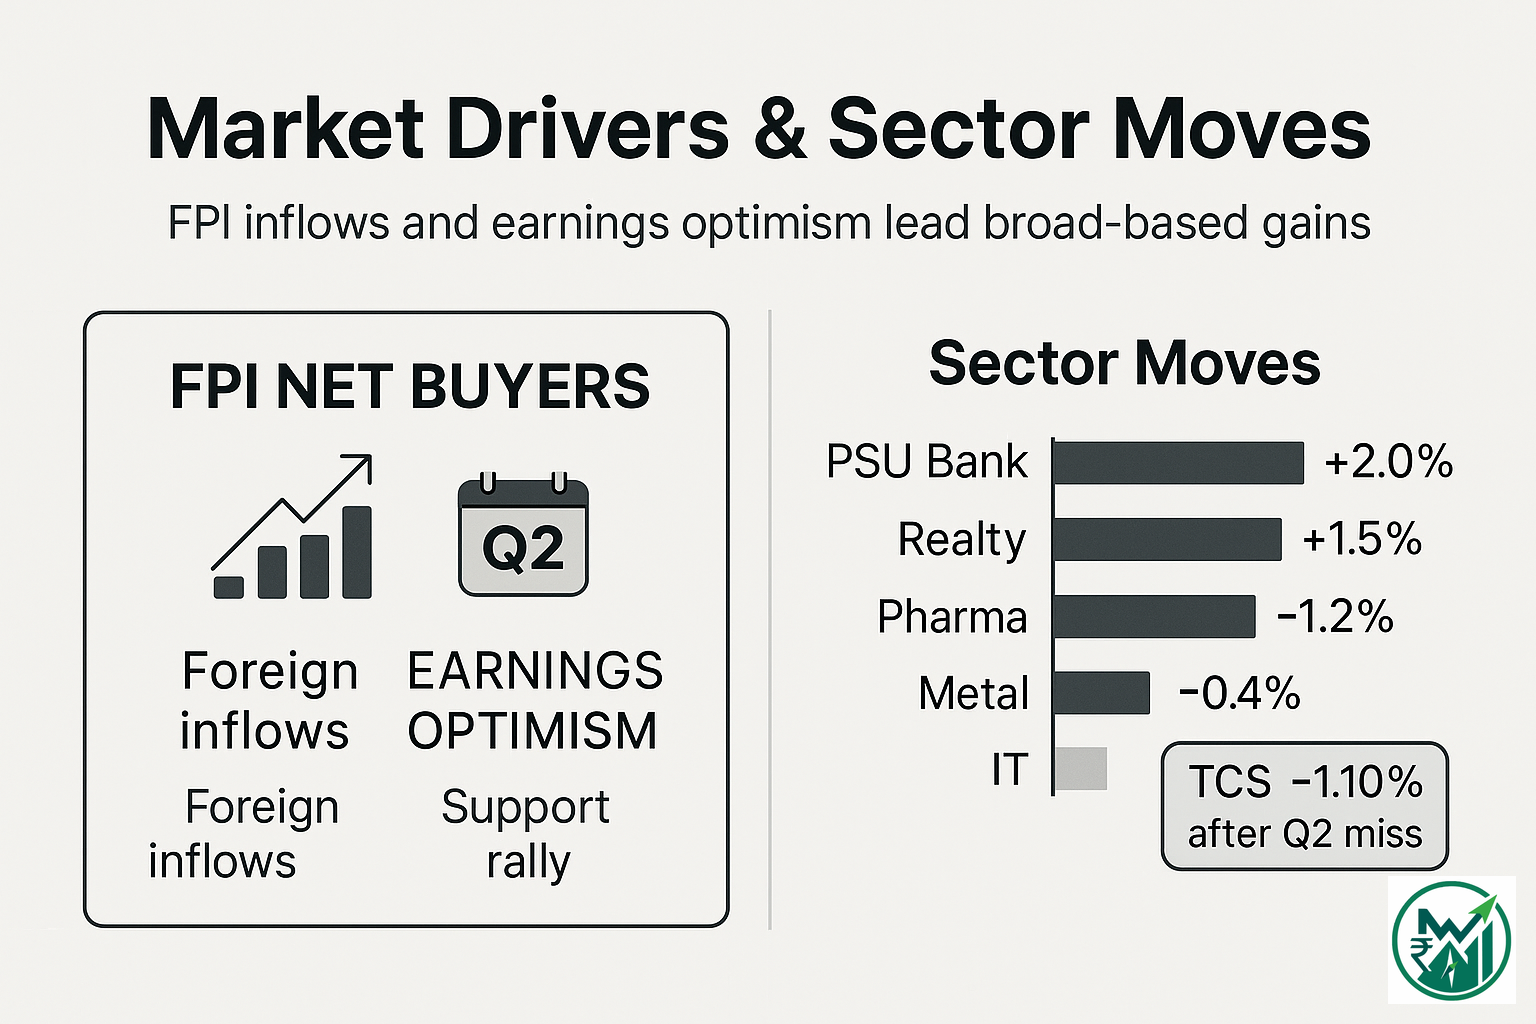 Market Drivers & Sector Moves
FPI inflows and earnings optimism lead broad-based gains
FPI NET BUYERS
Q2
Foreign
inflows
EARNINGS
OPTIMISM
Foreign
inflows
Support
rally
Sector Moves
PSU Bank +2.0%
Realty +1.5%
Pharma −1.2%
Metal −0.4%
IT
TCS −1.10%
after Q2 miss
₹